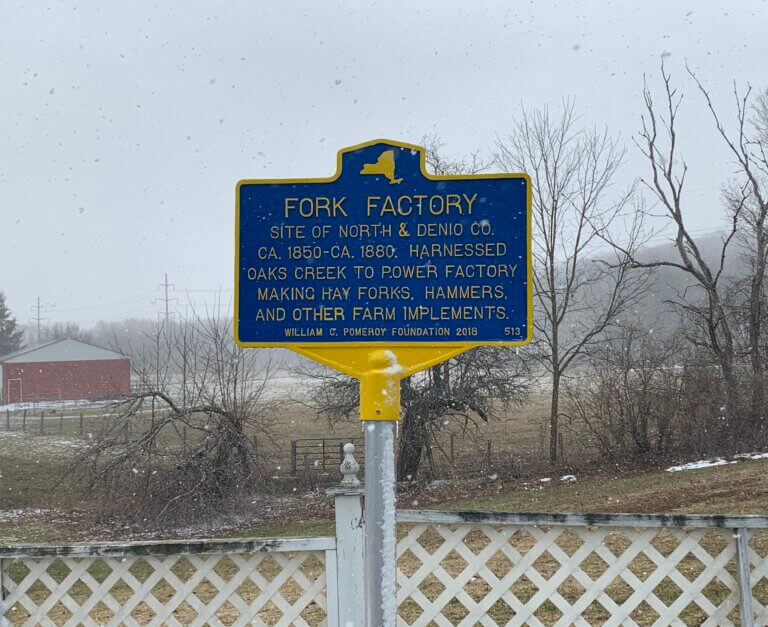 FORK FACTORY
SITE OF NORTH & DENIO CO.
CA. 1850-CA. 1880. HARNESSED
OAKS CREEK TO POWER FACTORY
MAKING HAY FORKS, HAMMERS,
AND OTHER FARM IMPLEMENTS.
WILLIAM C. POMEROY FOUNDATION 2018 513